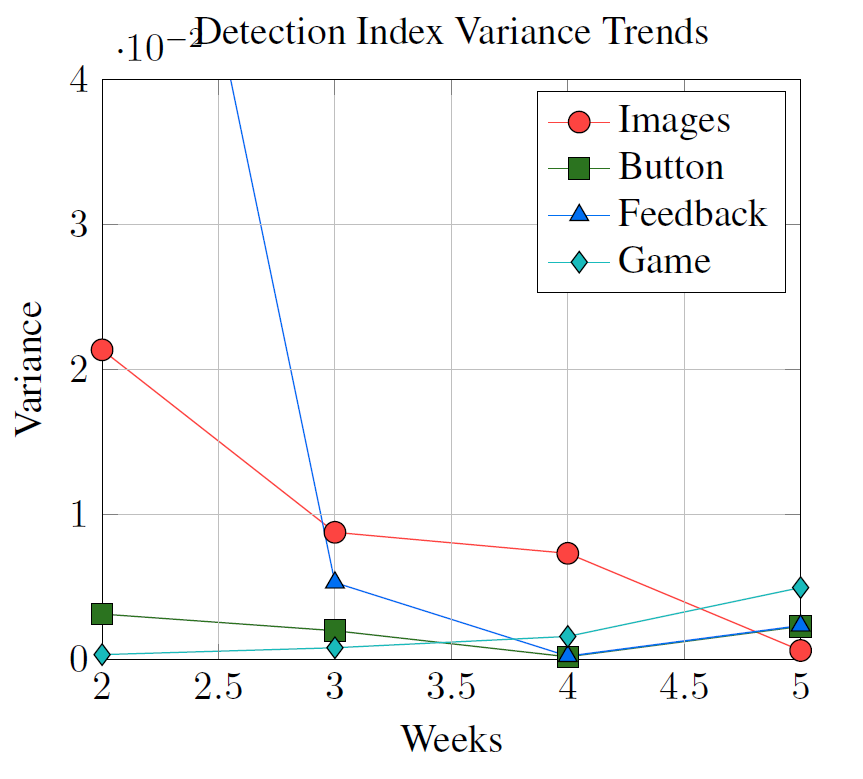 Detection Index Variance Trends
·10⁻²
4
3
2
1
0
Variance
2 2.5 3 3.5 4 4.5 5
Weeks
Images
Button
Feedback
Game